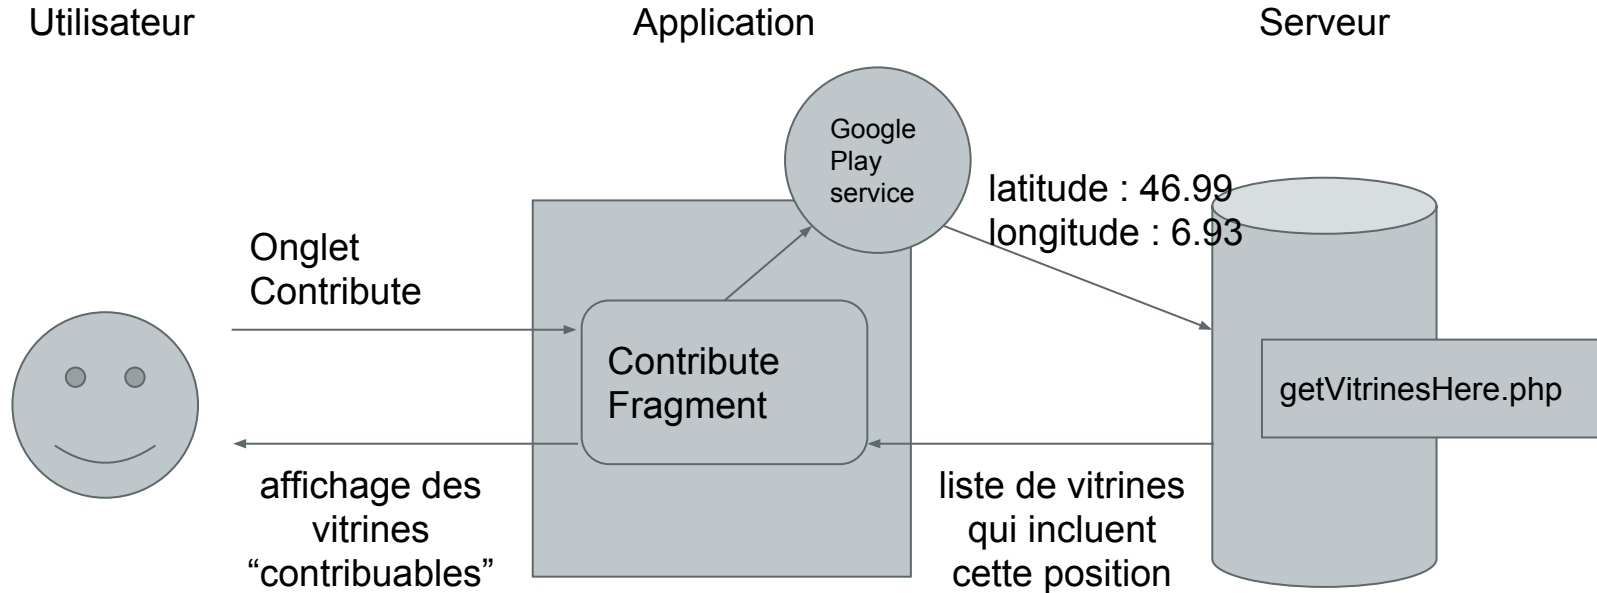 Utilisateur
Application
Serveur
Google
Play
service
latitude : 46.99
longitude : 6.93
Onglet
Contribute
Contribute
Fragment
getVitrinesHere.php
affichage des
vitrines
“contribuables”
liste de vitrines
qui incluent
cette position